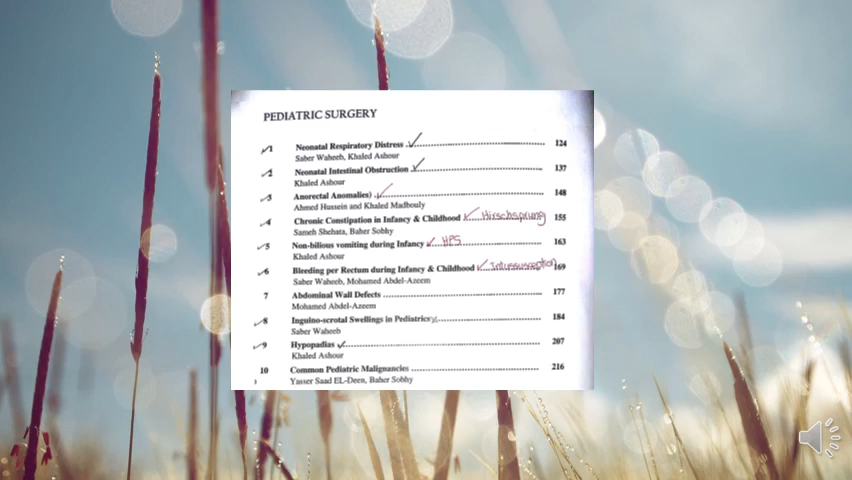 PEDIATRIC SURGERY
✓1 Neonatal Respiratory Distress ✓ 124
Saber Waheeb, Khaled Ashour
✓2 Neonatal Intestinal Obstruction ✓ 137
Khaled Ashour
✓3 Anorectal Anomalies) ✓ 148
Ahmed Hussein and Khaled Madbouly
✓4 Chronic Constipation in Infancy & Childhood ✓ Hirschsprung 155
Sameh Shehata, Baher Sobhy
✓5 Non-bilious vomiting during Infancy ✓ HPS 163
Khaled Ashour
✓6 Bleeding per Rectum during Infancy & Childhood ✓ Intussusception 169
Saber Waheeb, Mohamed Abdel-Azeem
7 Abdominal Wall Defects 177
Mohamed Abdel-Azeem
✓8 Inguino-scrotal Swellings in Pediatrics ✓ 184
Saber Waheeb
✓9 Hypopadias ✓ 207
Khaled Ashour
10 Common Pediatric Malignancies 216
Yasser Saad EL-Deen, Baher Sobhy